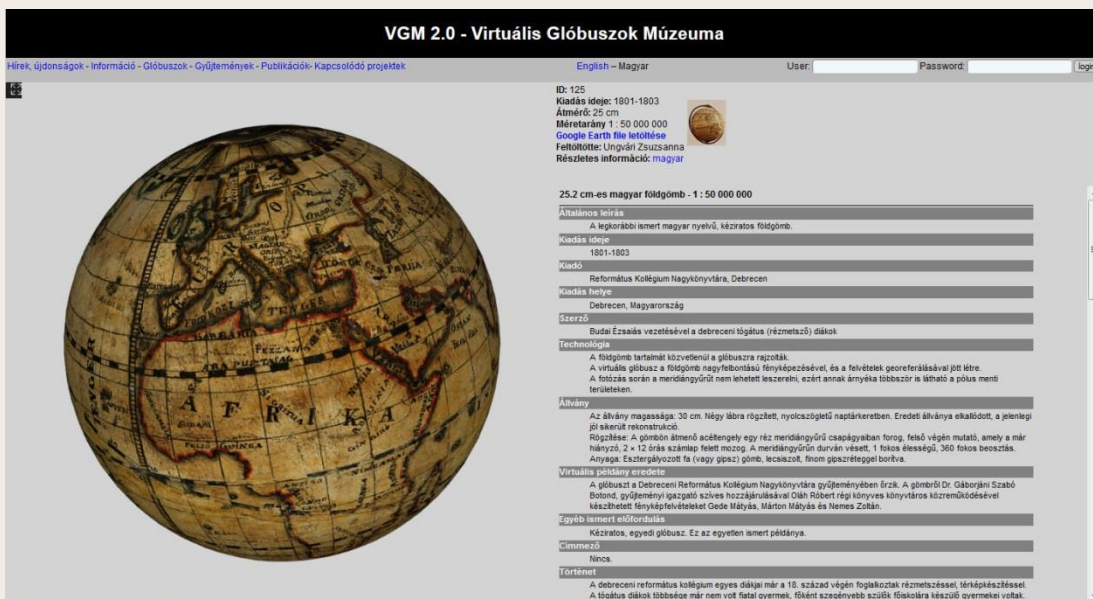 VGM 2.0 - Virtuális Glóbuszok Múzeuma
Hírek, újdonságok - Információ - Glóbuszok - Gyűjtemények - Publikációk- Kapcsolódó projektek
English – Magyar
User:
Password:
login
ID: 125
Kiadás ideje: 1801-1803
Átmérő: 25 cm
Méretarány 1 : 50 000 000
Google Earth file letöltése
Feltöltötte: Ungvári Zsuzsanna
Részletes információ: magyar
25.2 cm-es magyar földgömb - 1 : 50 000 000
Általános leírás
A legkorábbi ismert magyar nyelvű, kéziratos földgömb.
Kiadás ideje
1801-1803
Kiadó
Református Kollégium Nagykönyvtára, Debrecen
Kiadás helye
Debrecen, Magyarország
Szerző
Budai Ézsaiás vezetésével a debreceni tógátus (rézmetsző) diákok
Technológia
A földgömb tartalmát közvetlenül a glóbuszra rajzolták.
A virtuális glóbusz a földgömb nagyfelbontású fényképezésével, és a felvételek georeferálásával jött létre.
A fotózás során a meridiángyűrűt nem lehetett leszerelni, ezért annak árnyéka többször is látható a pólus menti
területeken.
Állvány
Az állvány magassága: 30 cm. Négy lábra rögzített, nyolcszögletű naptárkeretben. Eredeti állványa elkallódott, a jelenlegi
jól sikerült rekonstrukció.
Rögzítése: A gömbön átmenő acéltengely egy réz meridiángyűrű csapágyaiban forog, felső végén mutató, amely a már
hiányzó, 2 × 12 órás számlap felett mozog. A meridiángyűrűn durván vésett, 1 fokos élességű, 360 fokos beosztás.
Anyaga: Esztergályozott fa (vagy gipsz) gömb, lecsiszolt, finom gipszréteggel borítva.
Virtuális példány eredete
A glóbuszt a Debreceni Református Kollégium Nagykönyvtára gyűjteményében őrzik. A gömbről Dr. Gáborjáni Szabó
Botond, gyűjteményi igazgató szíves hozzájárulásával Oláh Róbert régi könyves könyvtáros közreműködésével
készíthetett fényképfelvételeket Gede Mátyás, Márton Mátyás és Nemes Zoltán.
Egyéb ismert előfordulás
Kéziratos, egyedi glóbusz. Ez az egyetlen ismert példánya.
Címmező
Nincs.
Történet
A debreceni református kollégium egyes diákjai már a 18. század végén foglalkoztak rézmetszéssel, térképkészítéssel.
A tógátus diákok többsége már nem volt fiatal gyermek, főként szegényebb szülők főiskolára készülő gyermekei voltak.
TENGER
BARBARIA
FEZZAN
AFRIKA
GUINEA